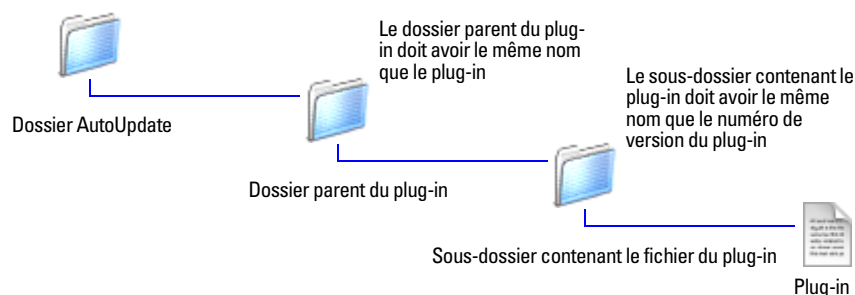 Le dossier parent du plug-
in doit avoir le même nom
que le plug-in
Le sous-dossier contenant le
plug-in doit avoir le même
nom que le numéro de
version du plug-in
Dossier AutoUpdate
Dossier parent du plug-in
Sous-dossier contenant le fichier du plug-in
Plug-in